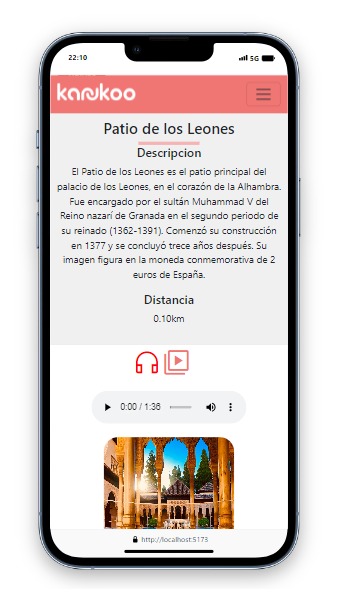 22:10
5G
kankoo
Patio de los Leones
Descripcion
El Patio de los Leones es el patio principal del
palacio de los Leones, en el corazón de la Alhambra.
Fue encargado por el sultán Muhammad V del
Reino nazarí de Granada en el segundo periodo de
su reinado (1362-1391). Comenzó su construcción
en 1377 y se concluyó trece años después. Su
imagen figura en la moneda conmemorativa de 2
euros de España.
Distancia
0.10km
0:00 / 1:36
http://localhost:5173